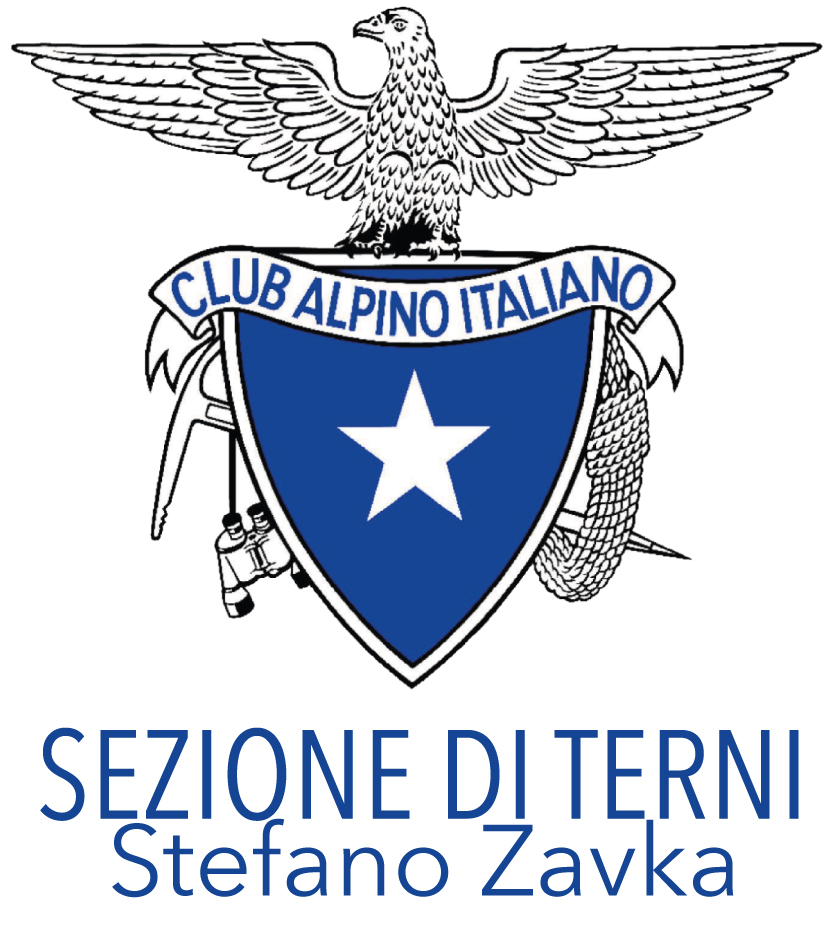 CLUB ALPINO ITALIANO
SEZIONE DI TERNI
Stefano Zavka